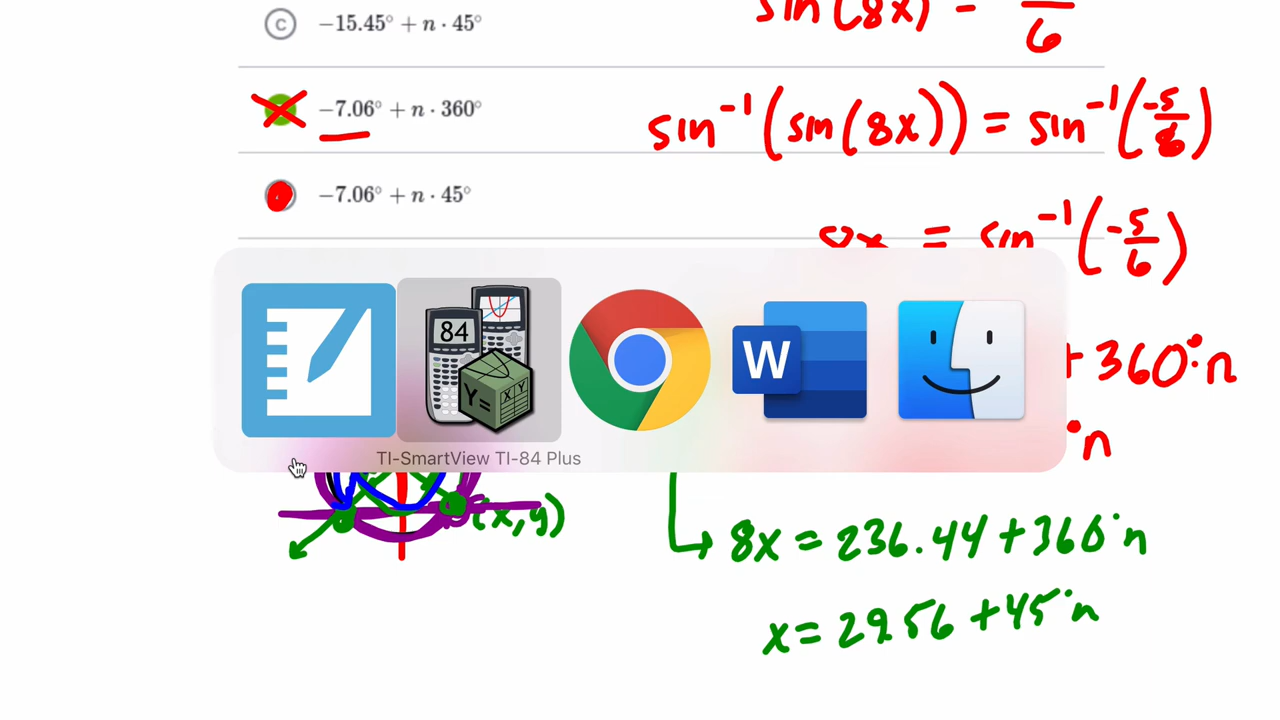 sin(8x) =
6
C -15.45° + n · 45°
-7.06° + n · 360°
sin⁻¹(sin(8x)) = sin⁻¹(-5/6)
-7.06° + n · 45°
8x = sin⁻¹(-5/6)
84
Y=
X Y
W
+ 360°·n
TI-SmartView TI-84 Plus
°n
(x,y)
8x = 236.44 + 360°n
x = 29.56 + 45°n